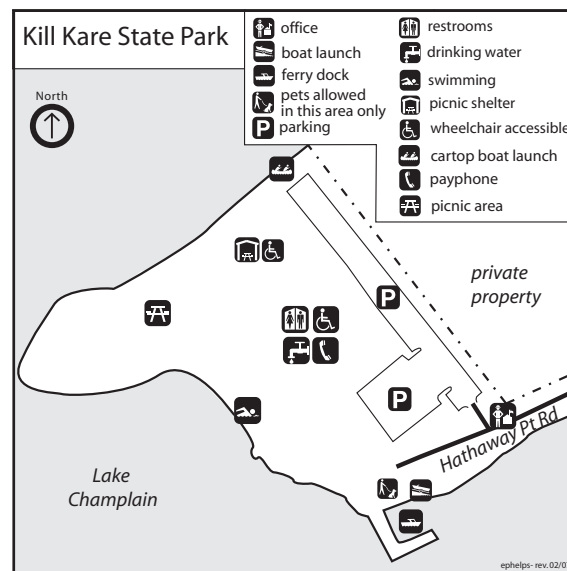 Kill Kare State Park
office
boat launch
ferry dock
pets allowed
in this area only
P parking
restrooms
drinking water
swimming
picnic shelter
wheelchair accessible
cartop boat launch
payphone
picnic area
North
private
property
P
P
Hathaway Pt Rd
Lake
Champlain
ephelps- rev. 02/07